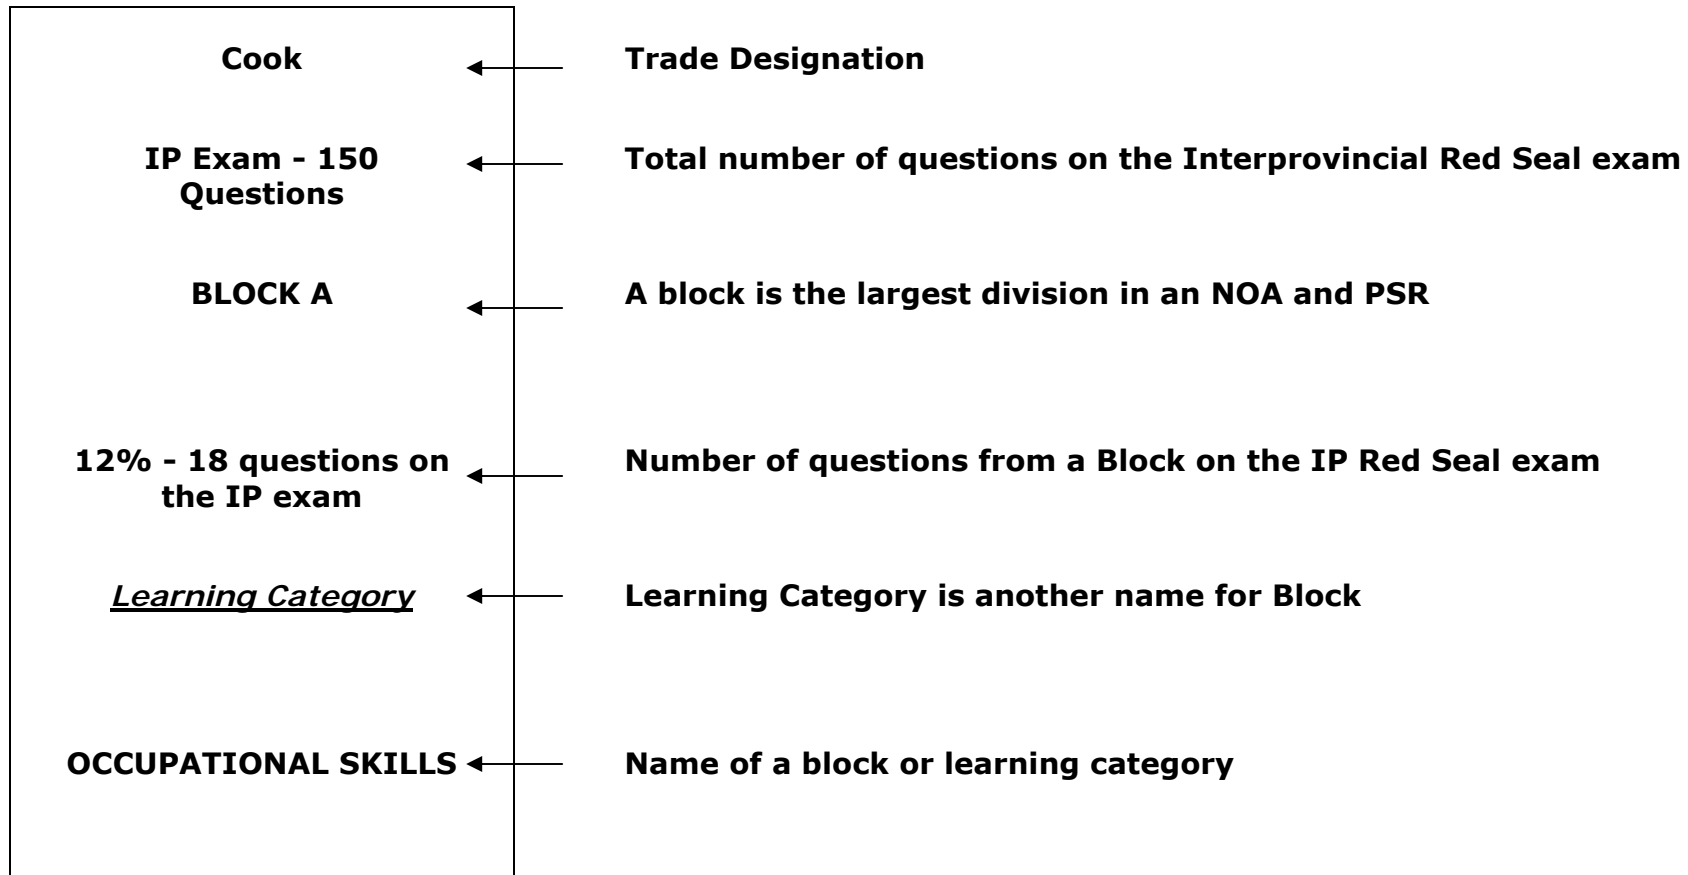 Cook
Trade Designation
IP Exam - 150
Questions
Total number of questions on the Interprovincial Red Seal exam
BLOCK A
A block is the largest division in an NOA and PSR
12% - 18 questions on
the IP exam
Number of questions from a Block on the IP Red Seal exam
Learning Category
Learning Category is another name for Block
OCCUPATIONAL SKILLS
Name of a block or learning category